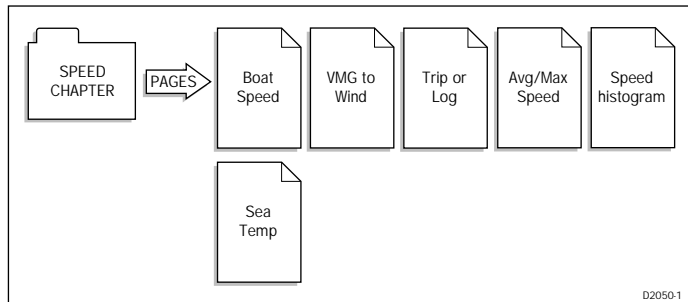 SPEED
CHAPTER
PAGES
Boat
Speed
VMG to
Wind
Trip or
Log
Avg/Max
Speed
Speed
histogram
Sea
Temp
D2050-1